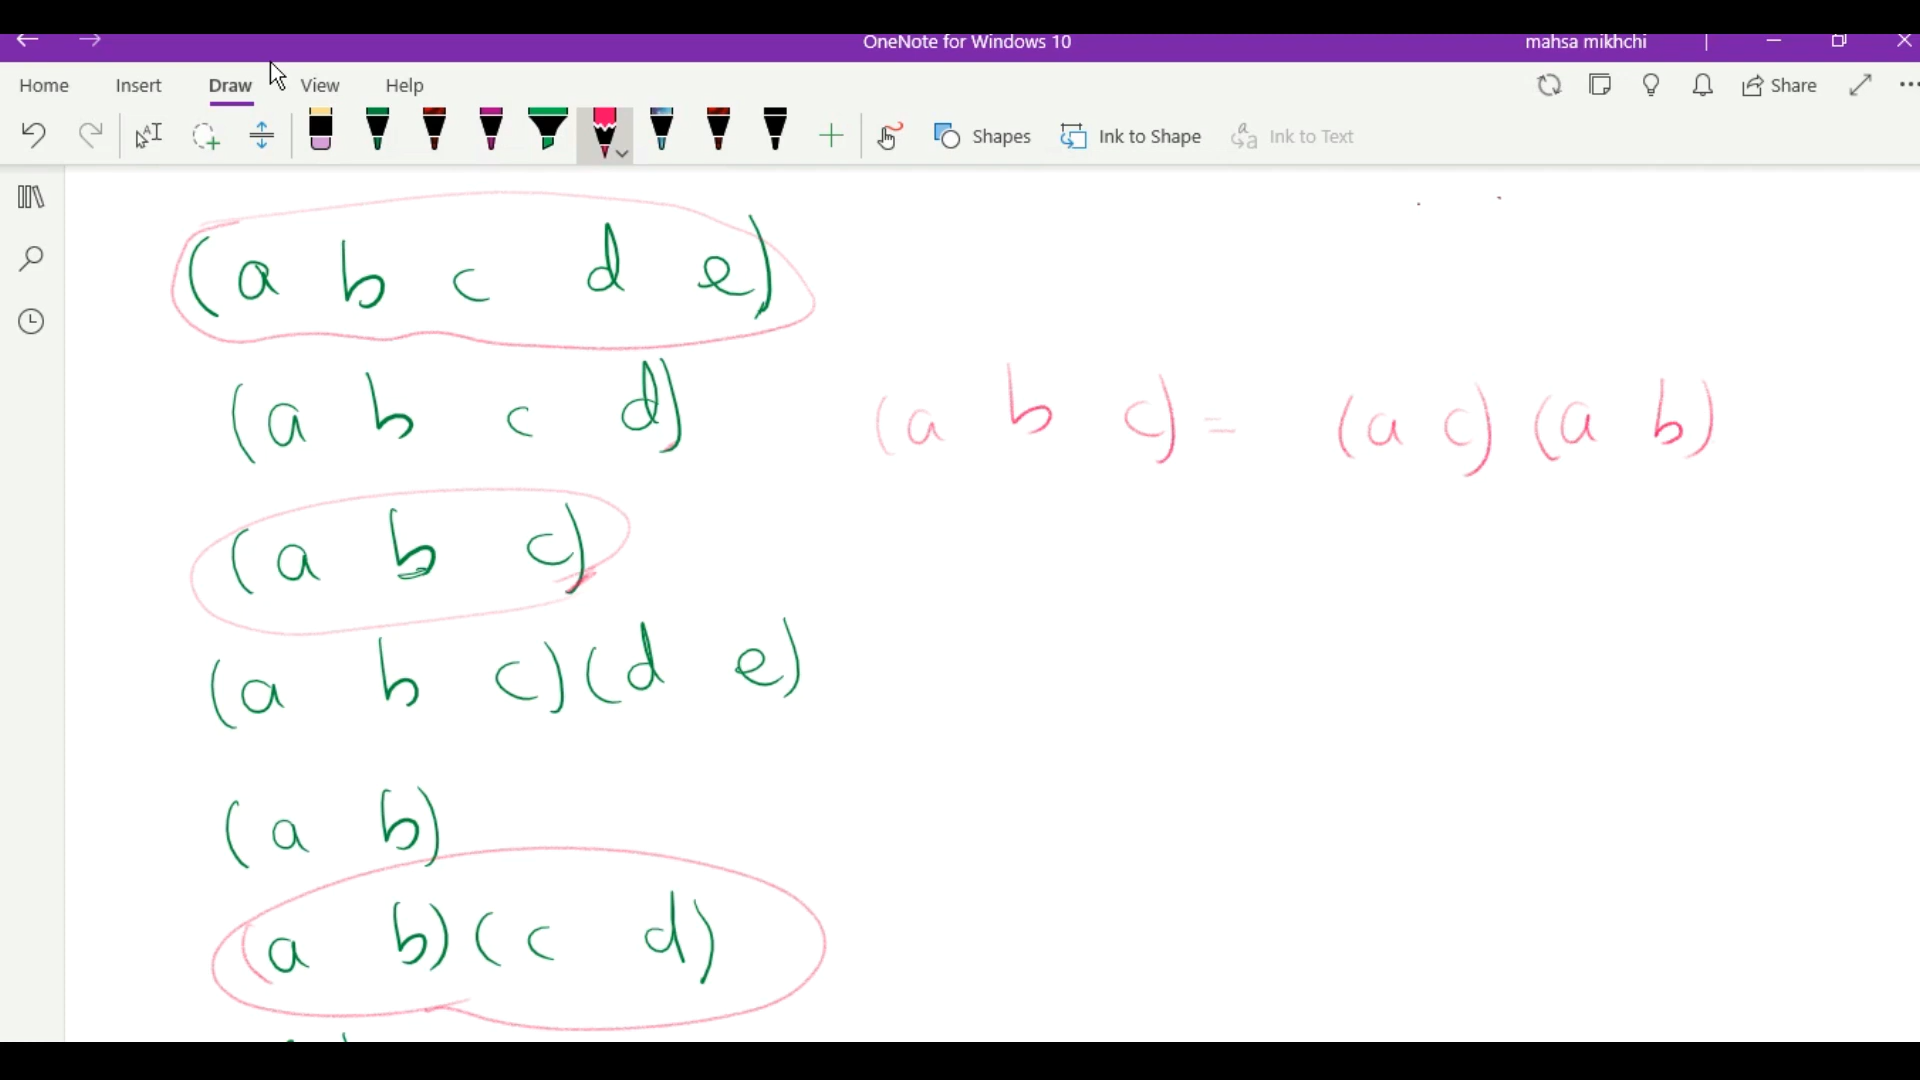 OneNote for Windows 10 mahsa mikhchi
Home Insert Draw View Help Share
Shapes Ink to Shape Ink to Text
(a b c d e)
(a b c d)
(a b c) = (a c) (a b)
(a b c)
(a b c) (d e)
(a b)
(a b) (c d)